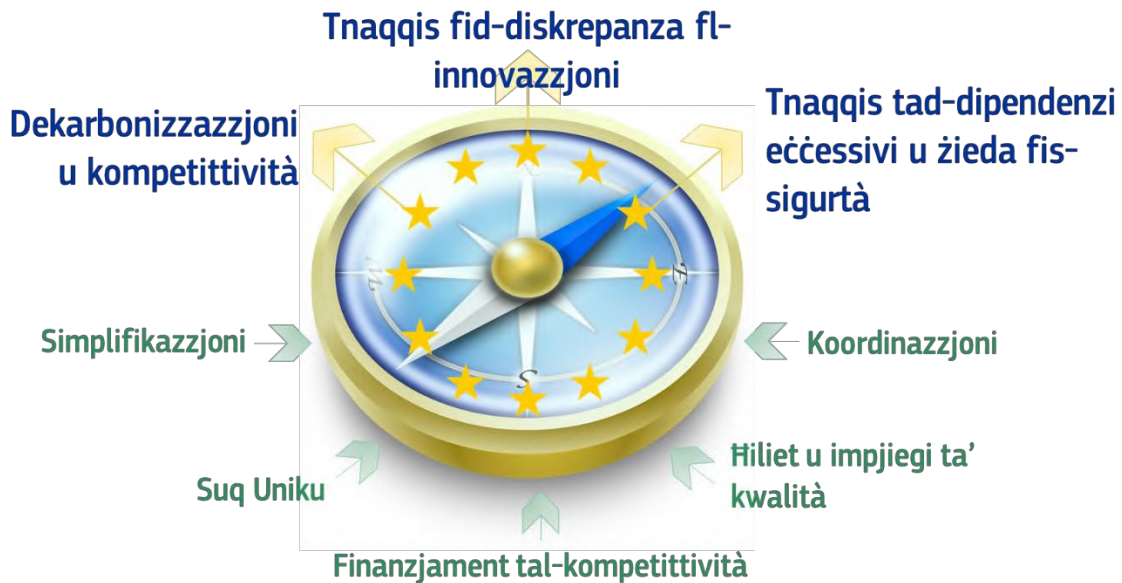 Tnaqqis fid-diskrepanza fl-
innovazzjoni
Dekarbonizzazzjoni
u kompetittività
Tnaqqis tad-dipendenzi
eċċessivi u żieda fis-
sigurtà
E
S
Simplifikazzjoni
Koordinazzjoni
Suq Uniku
Ħiliet u impjiegi ta'
kwalità
Finanzjament tal-kompetittività